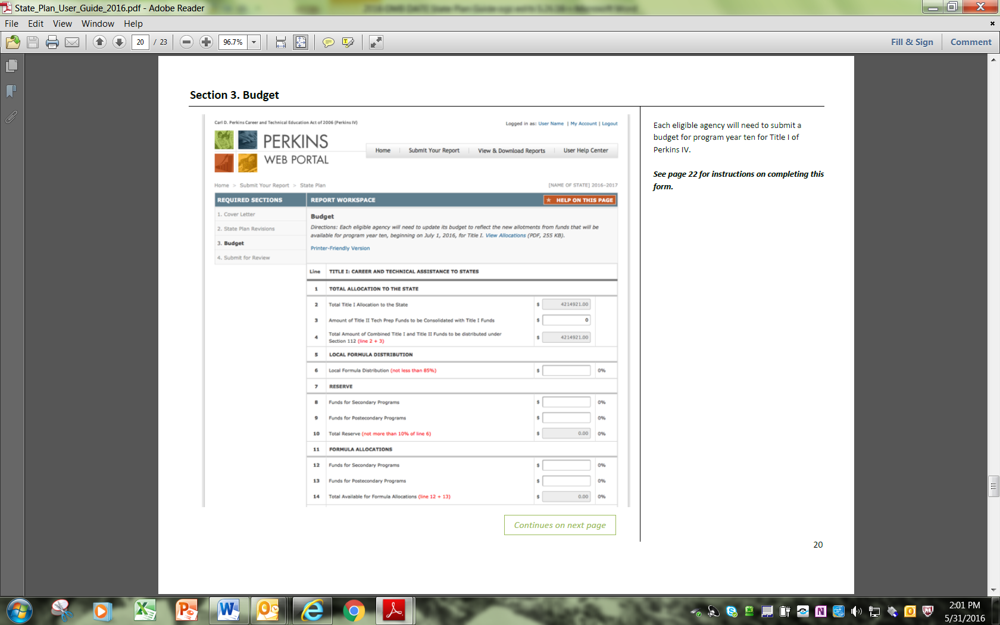 State_Plan_User_Guide_2016.pdf - Adobe Reader
File Edit View Window Help
20 / 23 96.7% Fill & Sign Comment
Section 3. Budget
Carl D. Perkins Career and Technical Education Act of 2006 (Perkins IV)
Logged in as: User Name | My Account | Logout
PERKINS
WEB PORTAL
Home Submit Your Report View & Download Reports User Help Center
Home > Submit Your Report > State Plan
[NAME OF STATE] 2016-2017
REQUIRED SECTIONS
1. Cover Letter
2. State Plan Revisions
3. Budget
4. Submit for Review
REPORT WORKSPACE
HELP ON THIS PAGE
Budget
Directions: Each eligible agency will need to update its budget to reflect the new allotments from funds that will be
available for program year ten, beginning on July 1, 2016, for Title I. View Allocations (PDF, 255 KB).
Printer-Friendly Version
Line TITLE I: CAREER AND TECHNICAL ASSISTANCE TO STATES
1 TOTAL ALLOCATION TO THE STATE
2 Total Title I Allocation to the State $ 4214921.00
3 Amount of Title II Tech Prep Funds to be Consolidated with Title I Funds $ 0
4 Total Amount of Combined Title I and Title II Funds to be distributed under
Section 112 (line 2 + 3) $ 4214921.00
5 LOCAL FORMULA DISTRIBUTION
6 Local Formula Distribution (not less than 85%) $ 0%
7 RESERVE
8 Funds for Secondary Programs $ 0%
9 Funds for Postecondary Programs $ 0%
10 Total Reserve (not more than 10% of line 6) $ 0.00 0%
11 FORMULA ALLOCATIONS
12 Funds for Secondary Programs $ 0%
13 Funds for Postecondary Programs $ 0%
14 Total Available for Formula Allocations (line 12 + 13) $ 0.00 0%
Continues on next page
Each eligible agency will need to submit a
budget for program year ten for Title I of
Perkins IV.
See page 22 for instructions on completing this
form.
20
2:01 PM
5/31/2016